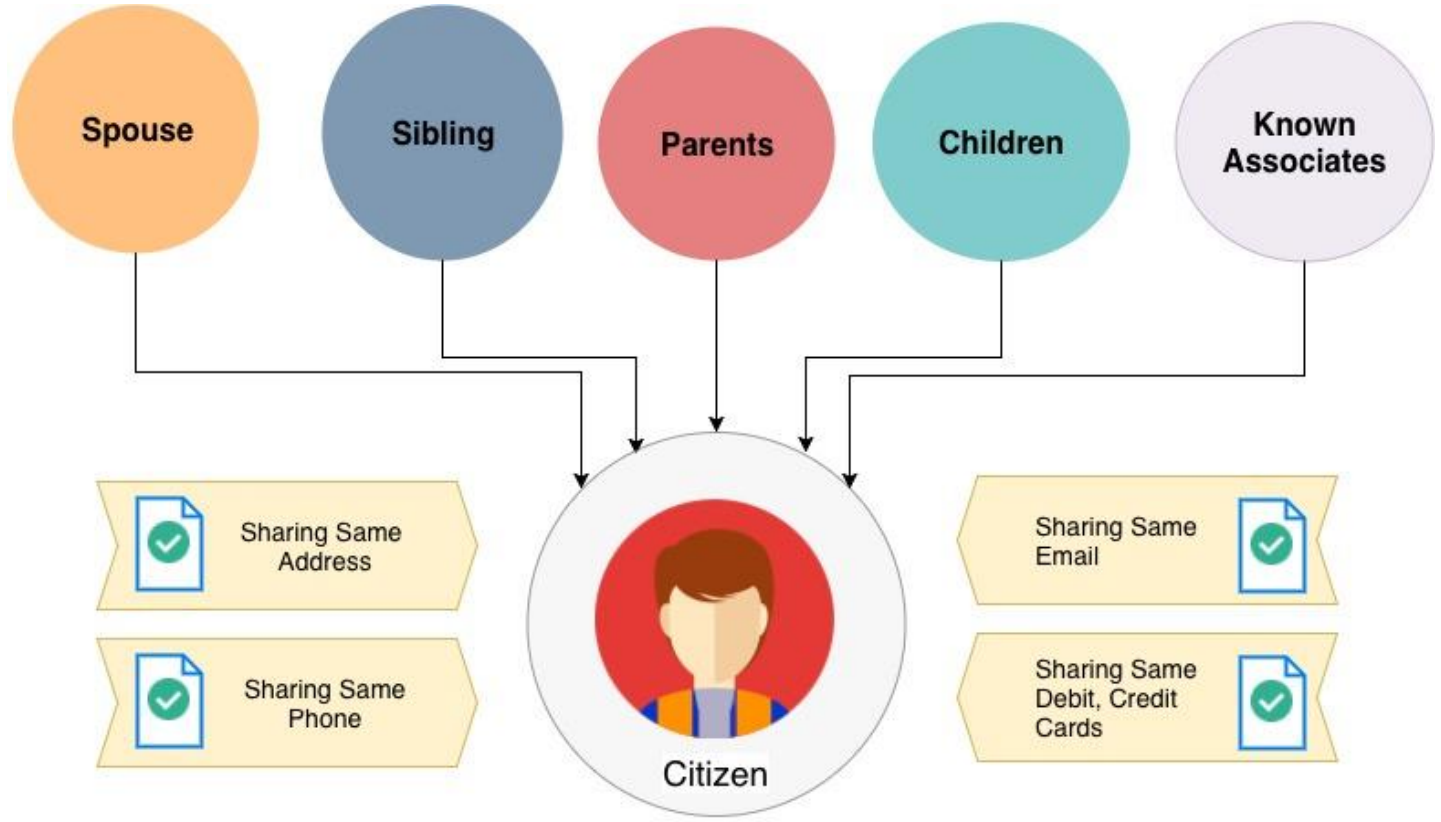 Spouse
Sibling
Parents
Children
Known
Associates
Sharing Same
Address
Sharing Same
Email
Sharing Same
Phone
Sharing Same
Debit, Credit
Cards
Citizen